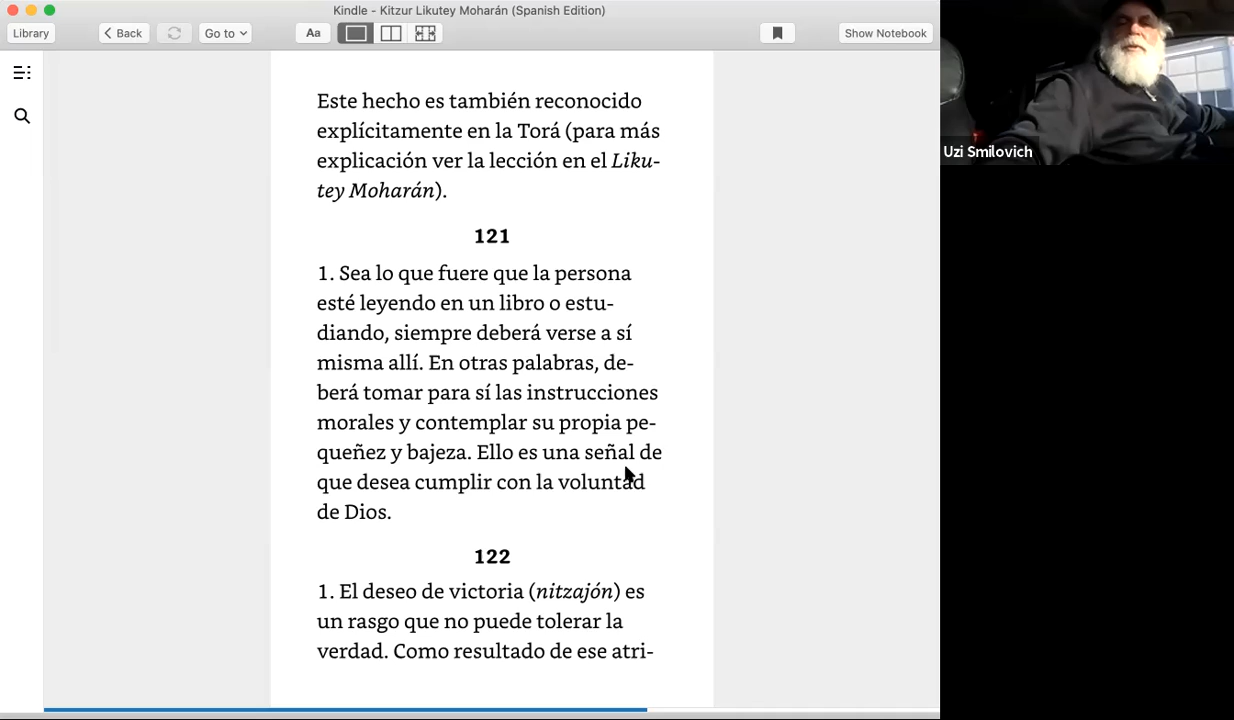 Kindle - Kitzur Likutey Moharán (Spanish Edition)
Library
Back
Go to
Aa
Show Notebook
Este hecho es también reconocido
explícitamente en la Torá (para más
explicación ver la lección en el Liku-
tey Moharán).
121
1. Sea lo que fuere que la persona
esté leyendo en un libro o estu-
diando, siempre deberá verse a sí
misma allí. En otras palabras, de-
berá tomar para sí las instrucciones
morales y contemplar su propia pe-
queñez y bajeza. Ello es una señal de
que desea cumplir con la voluntad
de Dios.
122
1. El deseo de victoria (nitzajón) es
un rasgo que no puede tolerar la
verdad. Como resultado de ese atri-
Uzi Smilovich